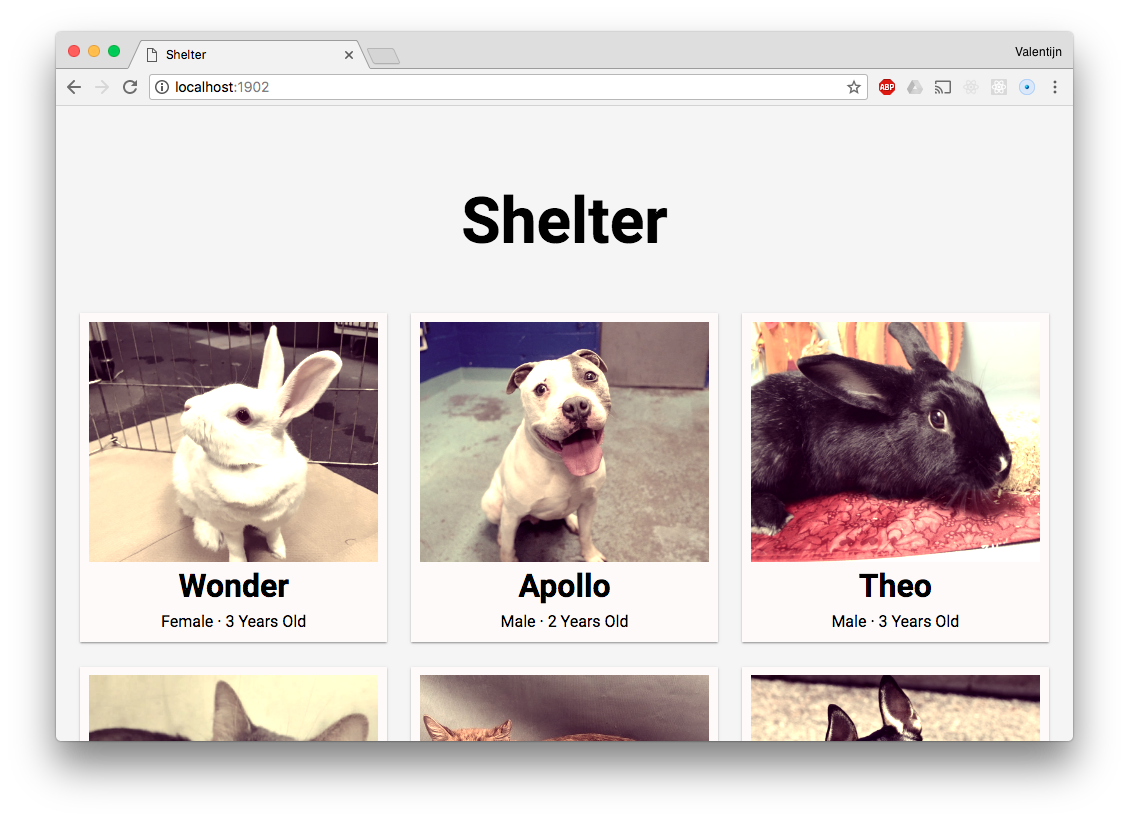 Shelter
Valentijn
localhost:1902
ABP
Shelter
Wonder
Female · 3 Years Old
Apollo
Male · 2 Years Old
Theo
Male · 3 Years Old